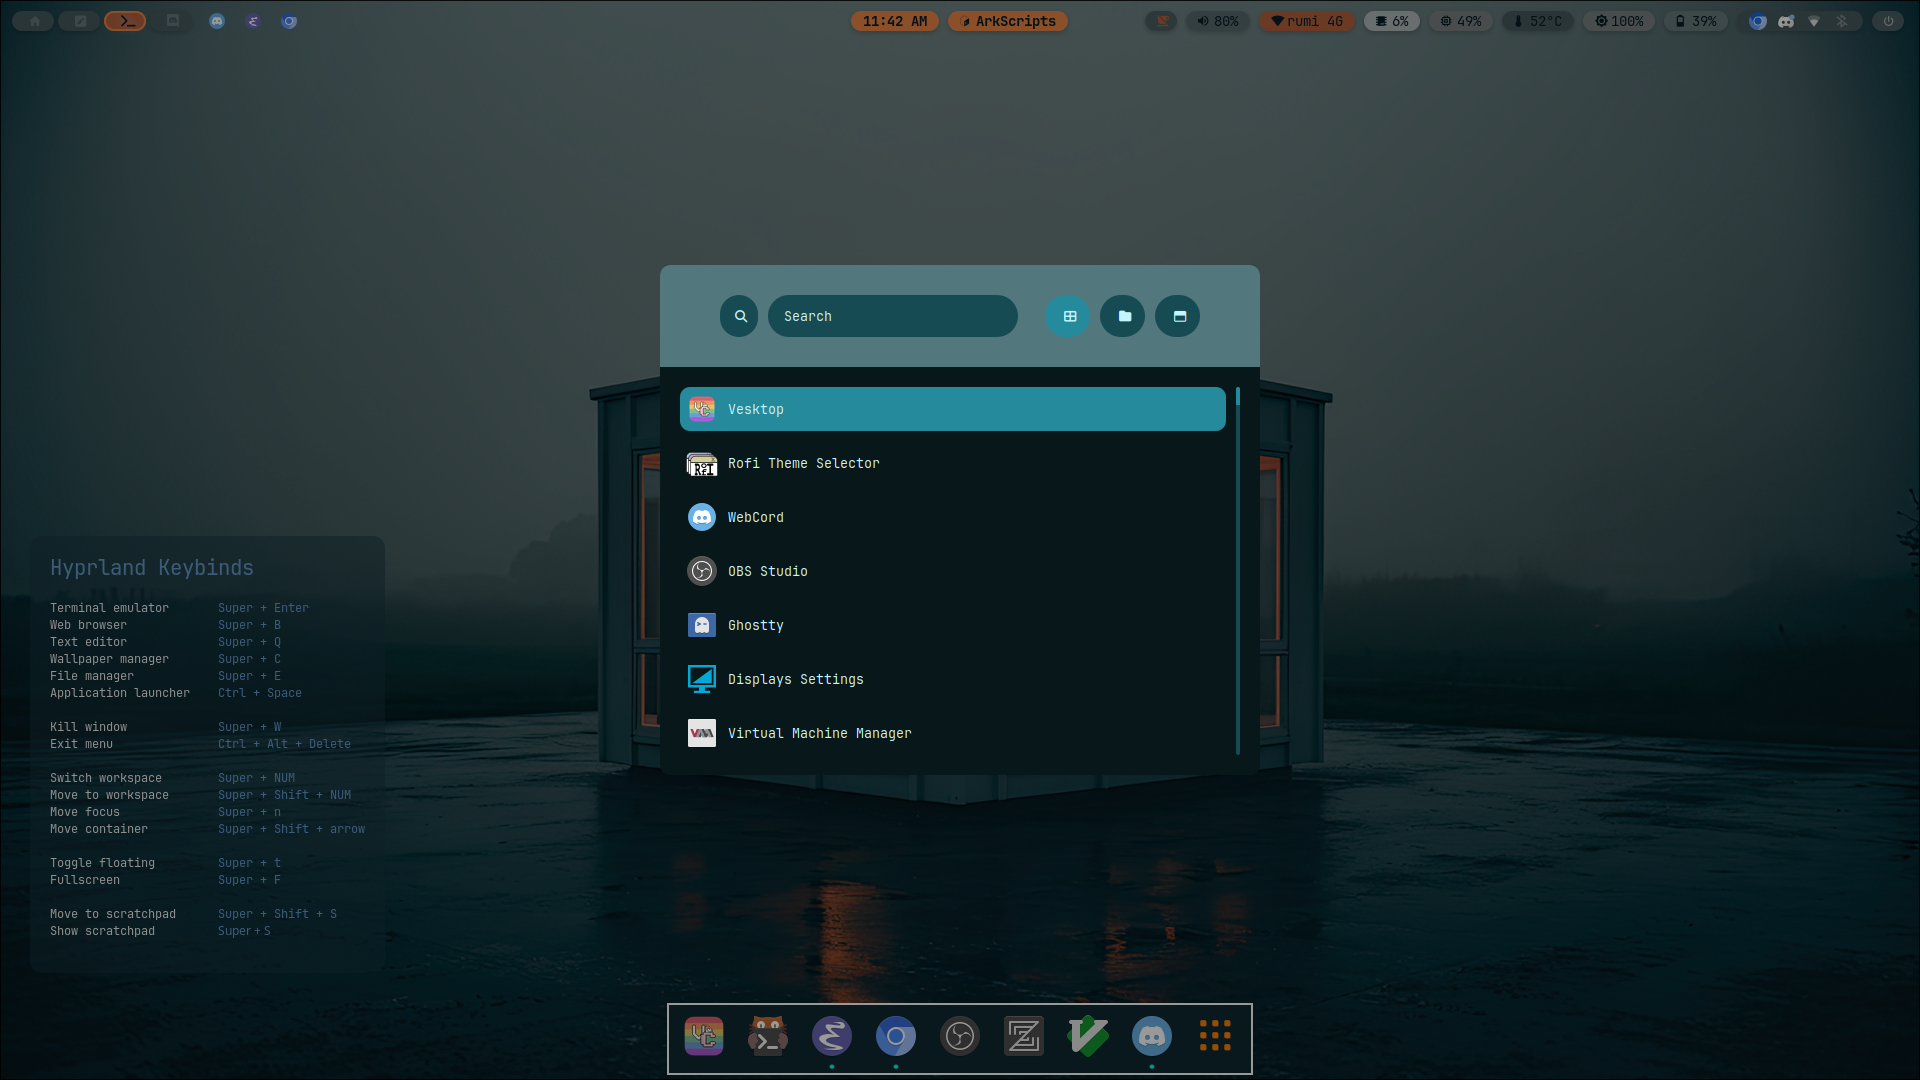 11:42 AM
ArkScripts
80%
rumi 4G
6%
49%
52°C
100%
39%
Search
Vesktop
Rofi Theme Selector
WebCord
OBS Studio
Ghostty
Displays Settings
Virtual Machine Manager
Hyprland Keybinds
Terminal emulator Super + Enter
Web browser Super + B
Text editor Super + Q
Wallpaper manager Super + C
File manager Super + E
Application launcher Ctrl + Space
Kill window Super + W
Exit menu Ctrl + Alt + Delete
Switch workspace Super + NUM
Move to workspace Super + Shift + NUM
Move focus Super + n
Move container Super + Shift + arrow
Toggle floating Super + t
Fullscreen Super + F
Move to scratchpad Super + Shift + S
Show scratchpad Super+S